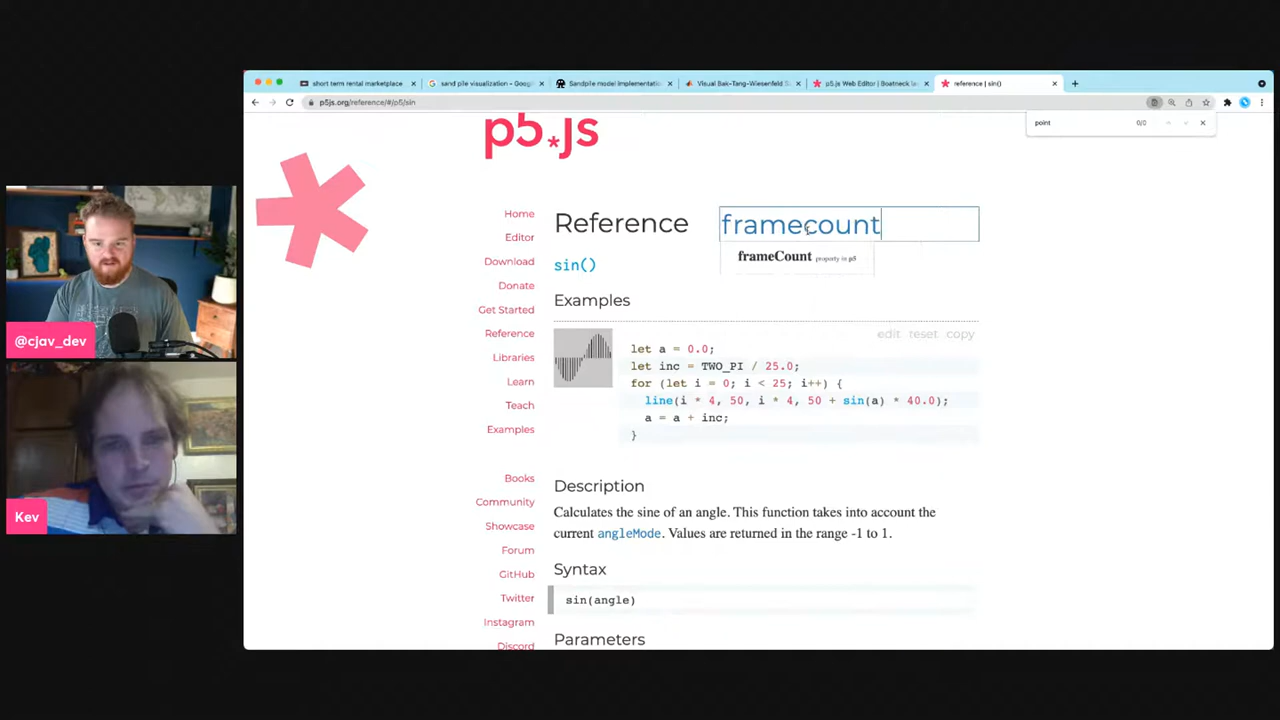 short term rental marketplace
sand pile visualization - Goog
Sandpile model Implementatio
Visual Bak-Tang-Wiesenfeld S
p5.js Web Editor | Boatneck
reference | sin()
p5js.org/reference/#/p5/sin
point
0/0
p5*js
Reference
framecount
frameCount property in p5
Home
Editor
Download
Donate
Get Started
Reference
Libraries
Learn
Teach
Examples
Books
Community
Showcase
Forum
GitHub
Twitter
Instagram
Discord
sin()
Examples
edit reset copy
let a = 0.0;
let inc = TWO_PI / 25.0;
for (let i = 0; i < 25; i++) {
line(i * 4, 50, i * 4, 50 + sin(a) * 40.0);
a = a + inc;
}
Description
Calculates the sine of an angle. This function takes into account the
current angleMode. Values are returned in the range -1 to 1.
Syntax
sin(angle)
Parameters
@cjav_dev
Kev